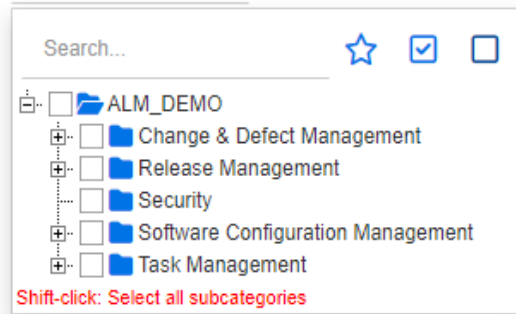 Search...
ALM_DEMO
Change & Defect Management
Release Management
Security
Software Configuration Management
Task Management
Shift-click: Select all subcategories